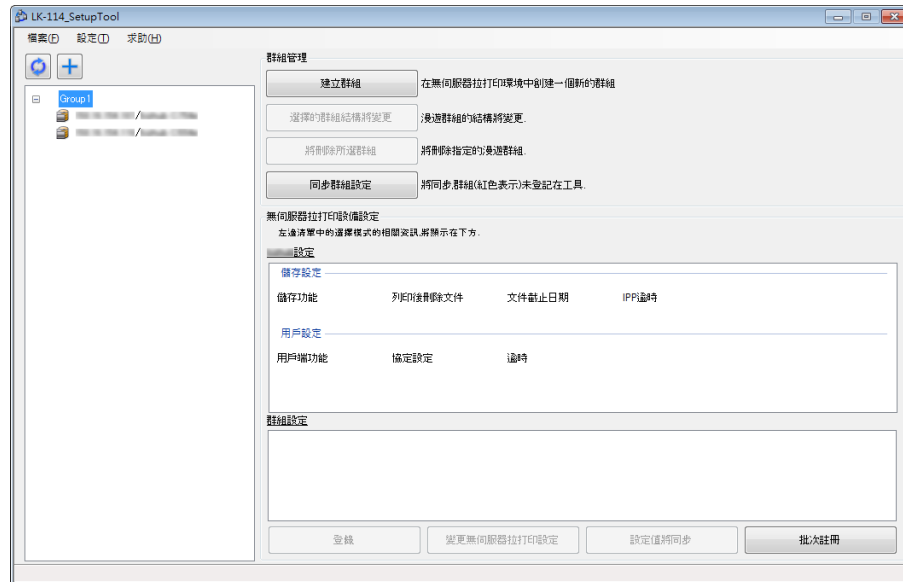 LK-114_SetupTool
檔案(F) 設定(T) 求助(H)
群組管理
建立群組 在無伺服器拉打印環境中創建一個新的群組
Group1
選擇的群組結構將變更 漫遊群組的結構將變更.
將刪除所選群組 將刪除指定的漫遊群組.
同步群組設定 將同步.群組(紅色表示)未登記在工具.
無伺服器拉打印設備設定
左邊清單中的選擇模式的相關資訊.將顯示在下方.
設定
儲存設定
儲存功能 列印後刪除文件 文件截止日期 IPP逾時
用戶設定
用戶端功能 協定設定 逾時
群組設定
登錄 變更無伺服器拉打印設定 設定值將同步 批次註冊